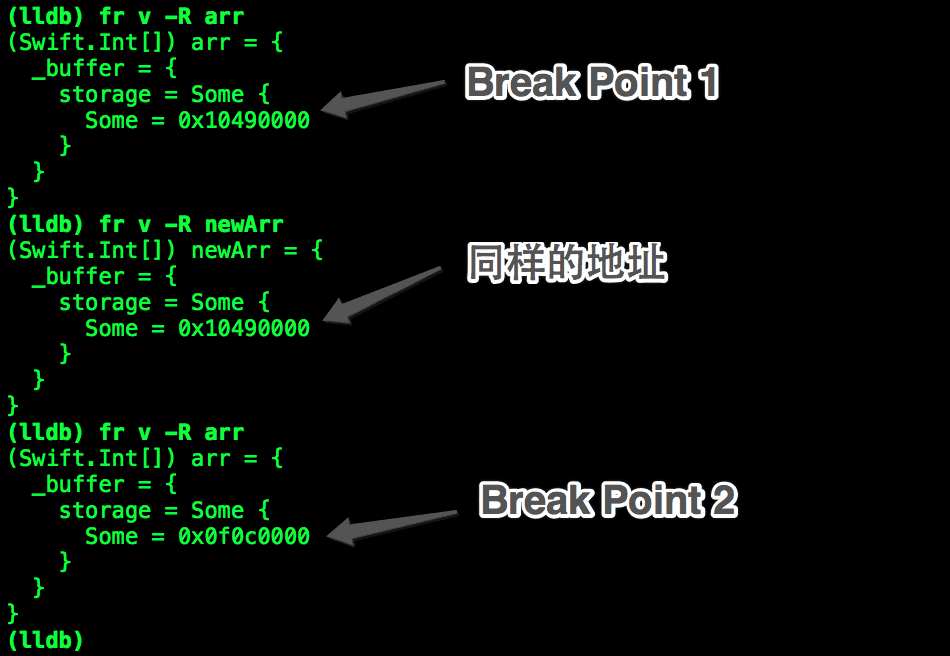 (lldb) fr v -R arr
(Swift.Int[]) arr = {
  _buffer = {
    storage = Some {
      Some = 0x10490000
    }
  }
}
Break Point 1
(lldb) fr v -R newArr
(Swift.Int[]) newArr = {
  _buffer = {
    storage = Some {
      Some = 0x10490000
    }
  }
}
同样的地址
(lldb) fr v -R arr
(Swift.Int[]) arr = {
  _buffer = {
    storage = Some {
      Some = 0x0f0c0000
    }
  }
}
Break Point 2
(lldb)